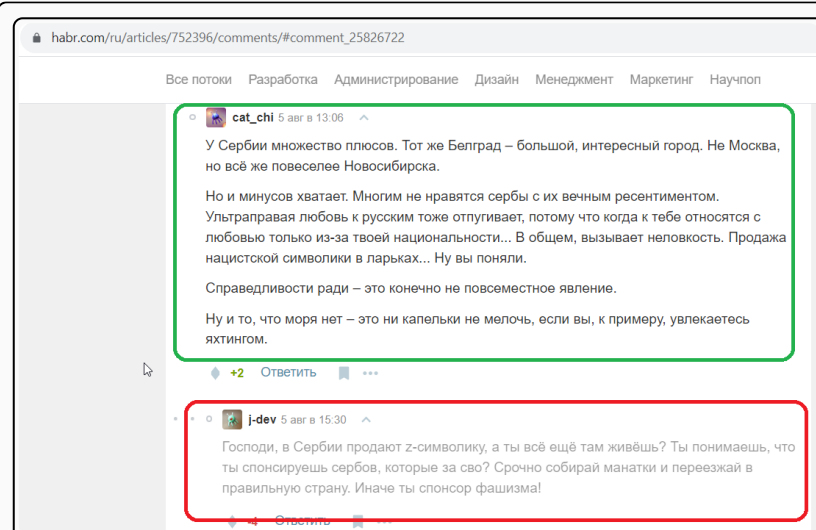 habr.com/ru/articles/752396/comments/#comment_25826722
Все потоки Разработка Администрирование Дизайн Менеджмент Маркетинг Научпоп
cat_chi 5 авг в 13:06
У Сербии множество плюсов. Тот же Белград – большой, интересный город. Не Москва,
но всё же повеселее Новосибирска.
Но и минусов хватает. Многим не нравятся сербы с их вечным ресентиментом.
Ультраправая любовь к русским тоже отпугивает, потому что когда к тебе относятся с
любовью только из-за твоей национальности... В общем, вызывает неловкость. Продажа
нацистской символики в ларьках... Ну вы поняли.
Справедливости ради – это конечно не повсеместное явление.
Ну и то, что моря нет – это ни капельки не мелочь, если вы, к примеру, увлекаетесь
яхтингом.
+2 Ответить
j-dev 5 авг в 15:30
Господи, в Сербии продают z-символику, а ты всё ещё там живёшь? Ты понимаешь, что
ты спонсируешь сербов, которые за сво? Срочно собирай манатки и переезжай в
правильную страну. Иначе ты спонсор фашизма!
-4 Ответить